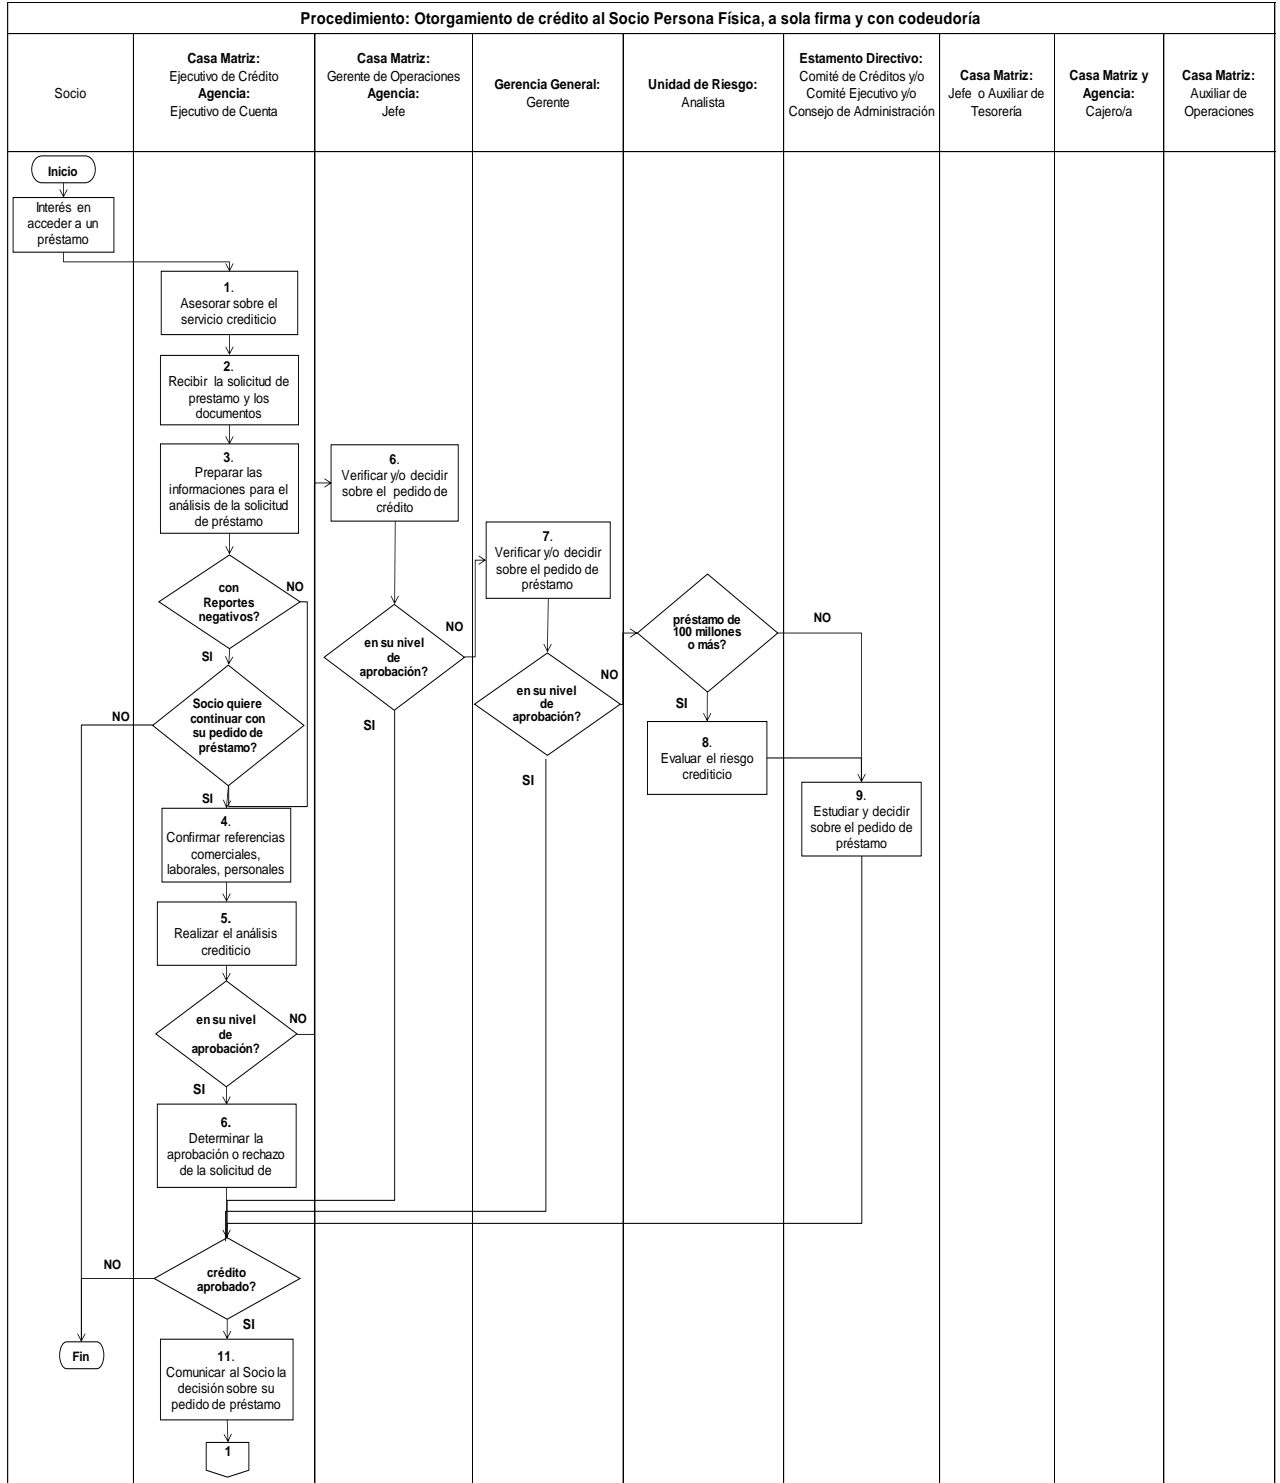 Procedimiento: Otorgamiento de crédito al Socio Persona Física, a sola firma y con codeudoría
Socio
Casa Matriz:
Ejecutivo de Crédito
Agencia:
Ejecutivo de Cuenta
Casa Matriz:
Gerente de Operaciones
Agencia:
Jefe
Gerencia General:
Gerente
Unidad de Riesgo:
Analista
Estamento Directivo:
Comité de Créditos y/o
Comité Ejecutivo y/o
Consejo de Administración
Casa Matriz:
Jefe o Auxiliar de
Tesorería
Casa Matriz y
Agencia:
Cajero/a
Casa Matriz:
Auxiliar de
Operaciones
Inicio
Interés en
acceder a un
préstamo
1.
Asesorar sobre el
servicio crediticio
2.
Recibir la solicitud de
prestamo y los
documentos
3.
Preparar las
informaciones para el
análisis de la solicitud
de préstamo
con
Reportes
negativos?
NO
SI
Socio quiere
continuar con
su pedido de
préstamo?
NO
SI
4.
Confirmar referencias
comerciales,
laborales, personales
5.
Realizar el análisis
crediticio
en su nivel
de
aprobación?
NO
SI
6.
Determinar la
aprobación o rechazo
de la solicitud de
6.
Verificar y/o decidir
sobre el pedido de
crédito
en su nivel
de
aprobación?
NO
SI
7.
Verificar y/o decidir
sobre el pedido de
préstamo
en su nivel
de
aprobación?
NO
SI
préstamo de
100 millones
o más?
NO
SI
8.
Evaluar el riesgo
crediticio
9.
Estudiar y decidir
sobre el pedido de
préstamo
crédito
aprobado?
NO
SI
Fin
11.
Comunicar al Socio la
decisión sobre su
pedido de préstamo
1